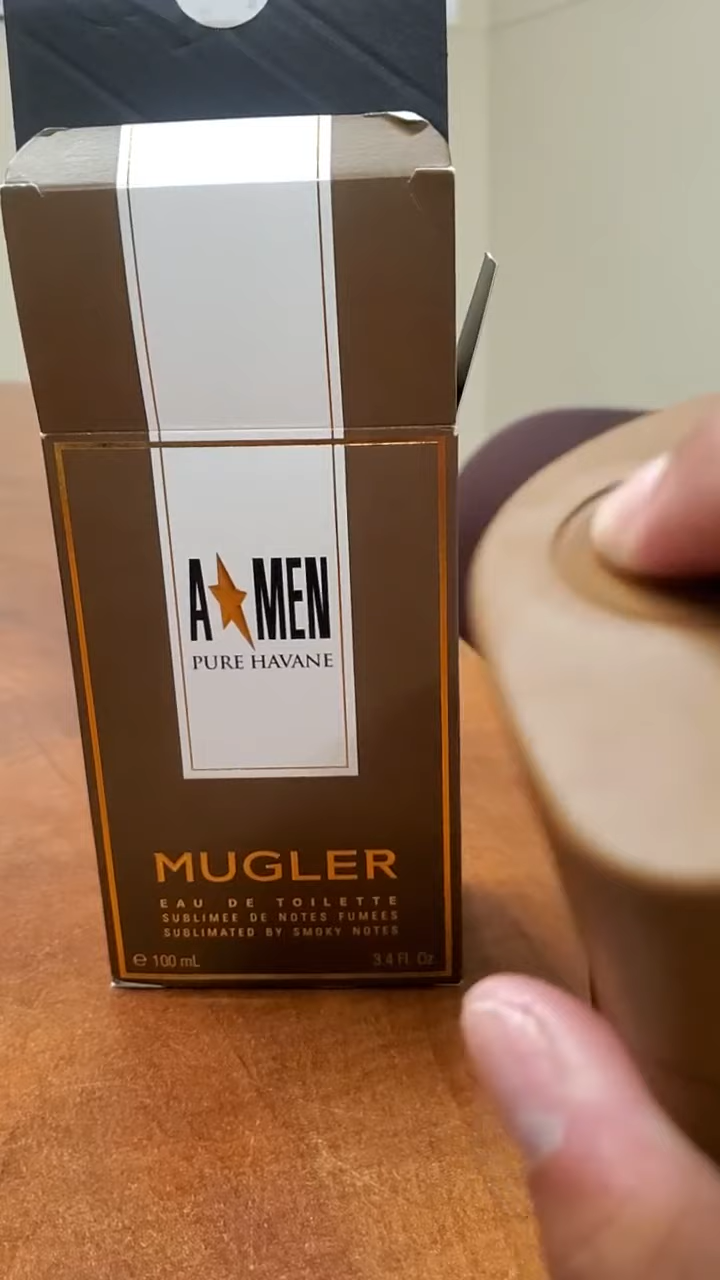 A★MEN
PURE HAVANE
MUGLER
EAU DE TOILETTE
SUBLIMEE DE NOTES FUMEES
SUBLIMATED BY SMOKY NOTES
℮ 100 mL 3.4 Fl. Oz